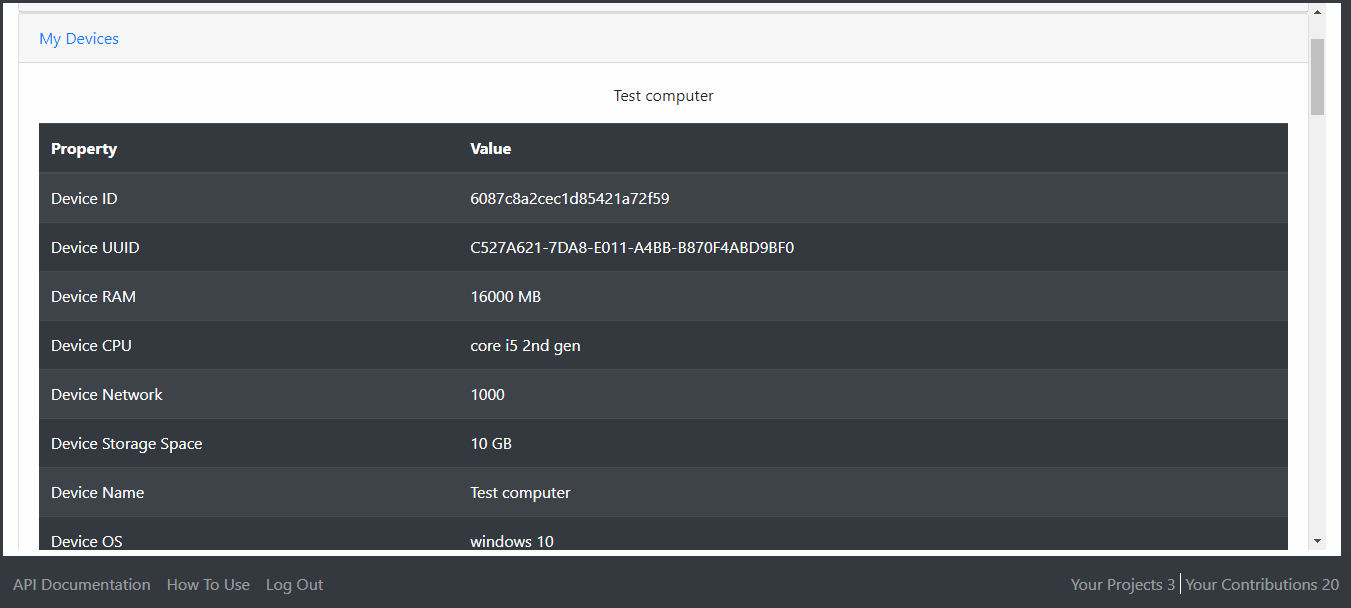 My Devices
Test computer
Property Value
Device ID 6087c8a2cec1d85421a72f59
Device UUID C527A621-7DA8-E011-A4BB-B870F4ABD9BF0
Device RAM 16000 MB
Device CPU core i5 2nd gen
Device Network 1000
Device Storage Space 10 GB
Device Name Test computer
Device OS windows 10
API Documentation How To Use Log Out Your Projects 3 Your Contributions 20